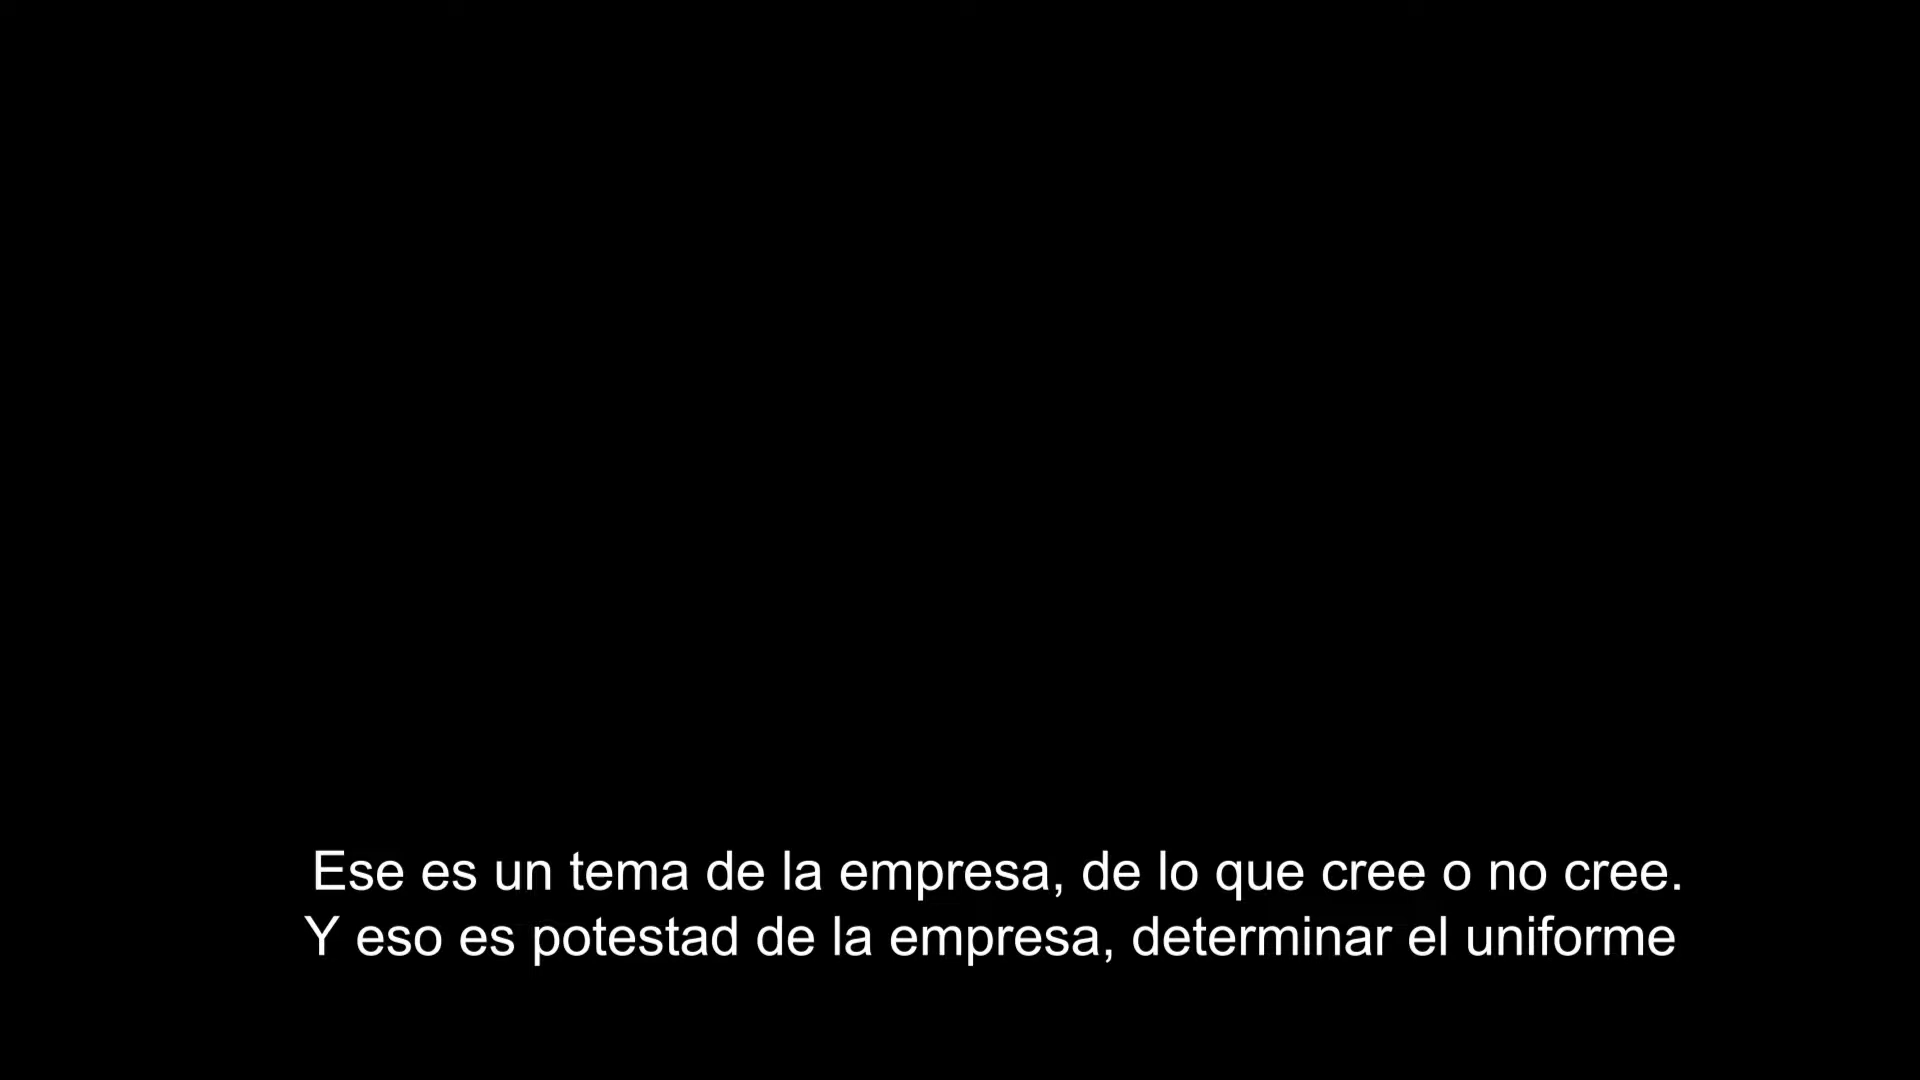 Ese es un tema de la empresa, de lo que cree o no cree.
Y eso es potestad de la empresa, determinar el uniforme